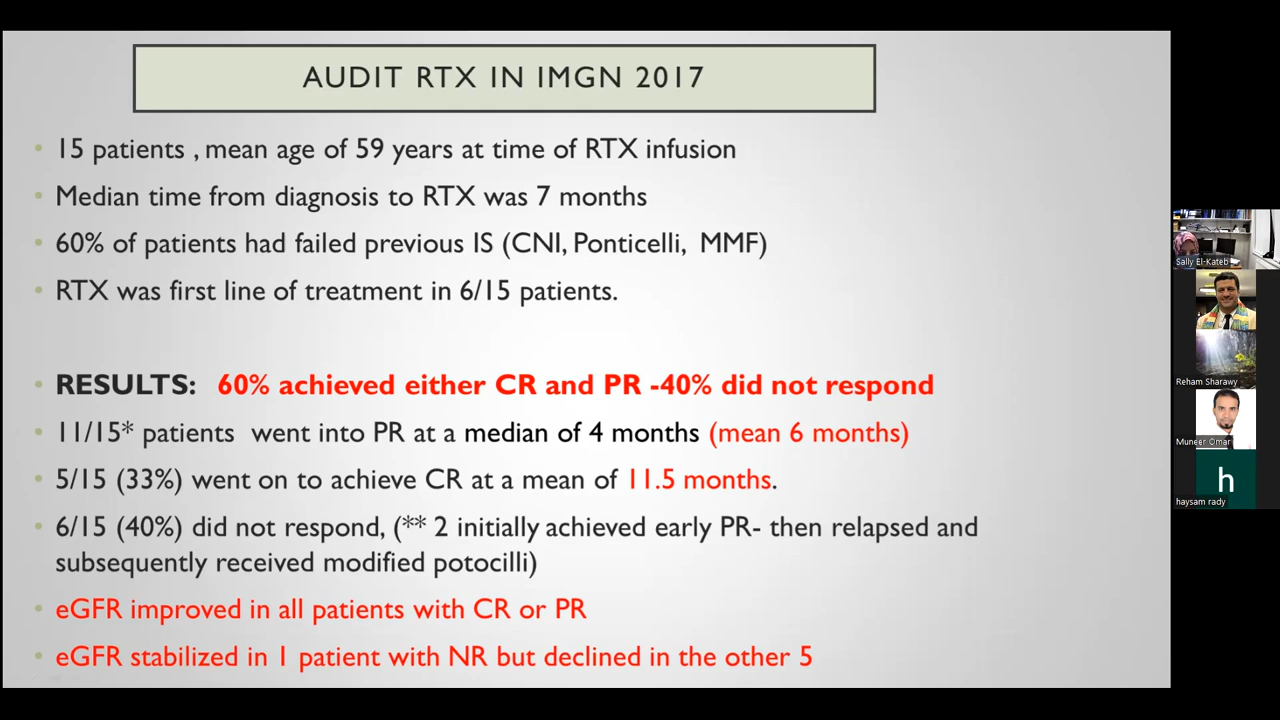 AUDIT RTX IN IMGN 2017
• 15 patients , mean age of 59 years at time of RTX infusion
• Median time from diagnosis to RTX was 7 months
• 60% of patients had failed previous IS (CNI, Ponticelli, MMF)
• RTX was first line of treatment in 6/15 patients.
• RESULTS: 60% achieved either CR and PR -40% did not respond
• 11/15* patients went into PR at a median of 4 months (mean 6 months)
• 5/15 (33%) went on to achieve CR at a mean of 11.5 months.
• 6/15 (40%) did not respond, (** 2 initially achieved early PR- then relapsed and
subsequently received modified potocilli)
• eGFR improved in all patients with CR or PR
• eGFR stabilized in 1 patient with NR but declined in the other 5
Sally El-Kateb
Reham Sharawy
Muneer Omar
h
haysam rady